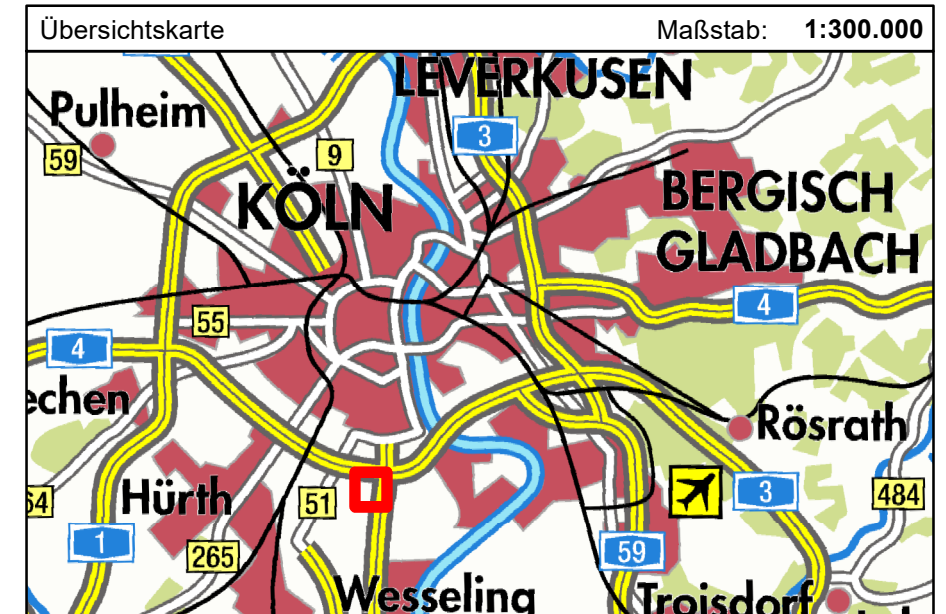 Übersichtskarte Maßstab: 1:300.000
LEVERKUSEN
Pulheim
3
59
9
KÖLN
BERGISCH
GLADBACH
4
55
4
echen
Rösrath
Hürth
51
3
484
64
1
265
59
Wesseling
Troisdorf